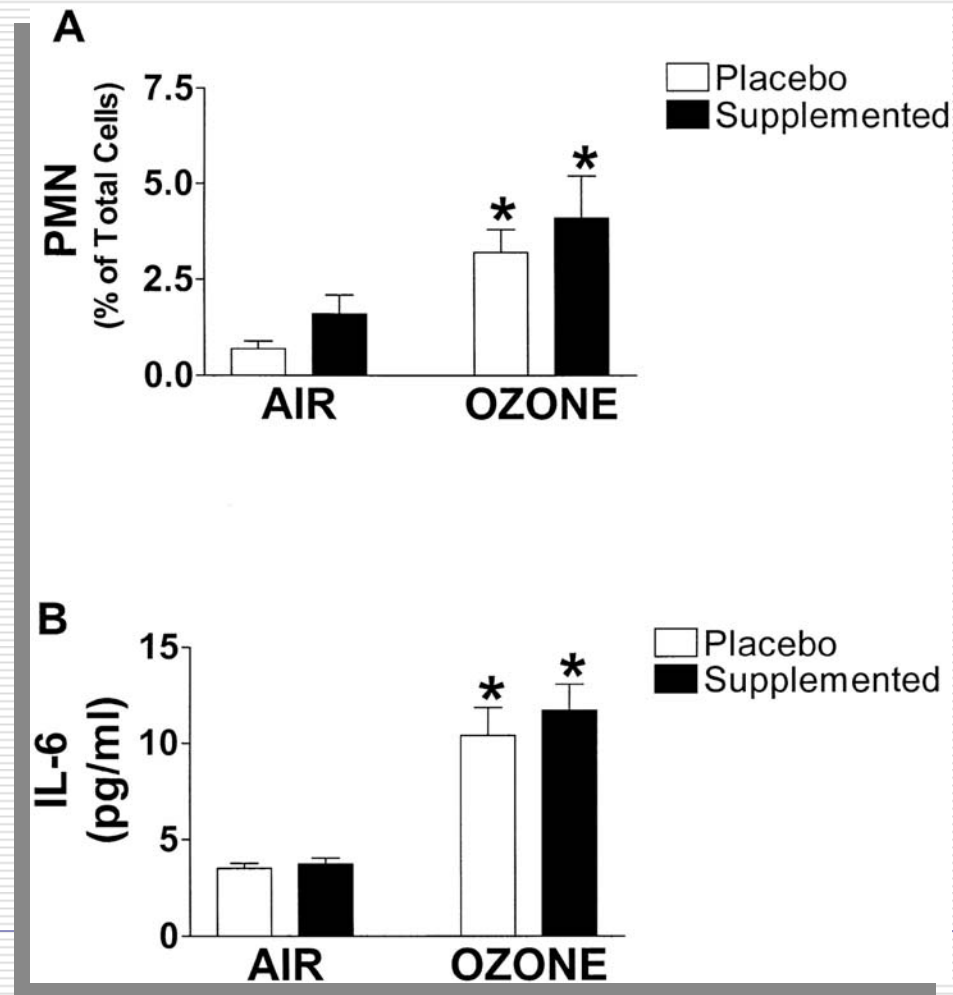 A
PMN
(% of Total Cells)
7.5
5.0
2.5
0.0
*
*
AIR
OZONE
Placebo
Supplemented
B
IL-6
(pg/ml)
15
10
5
0
*
*
AIR
OZONE
Placebo
Supplemented